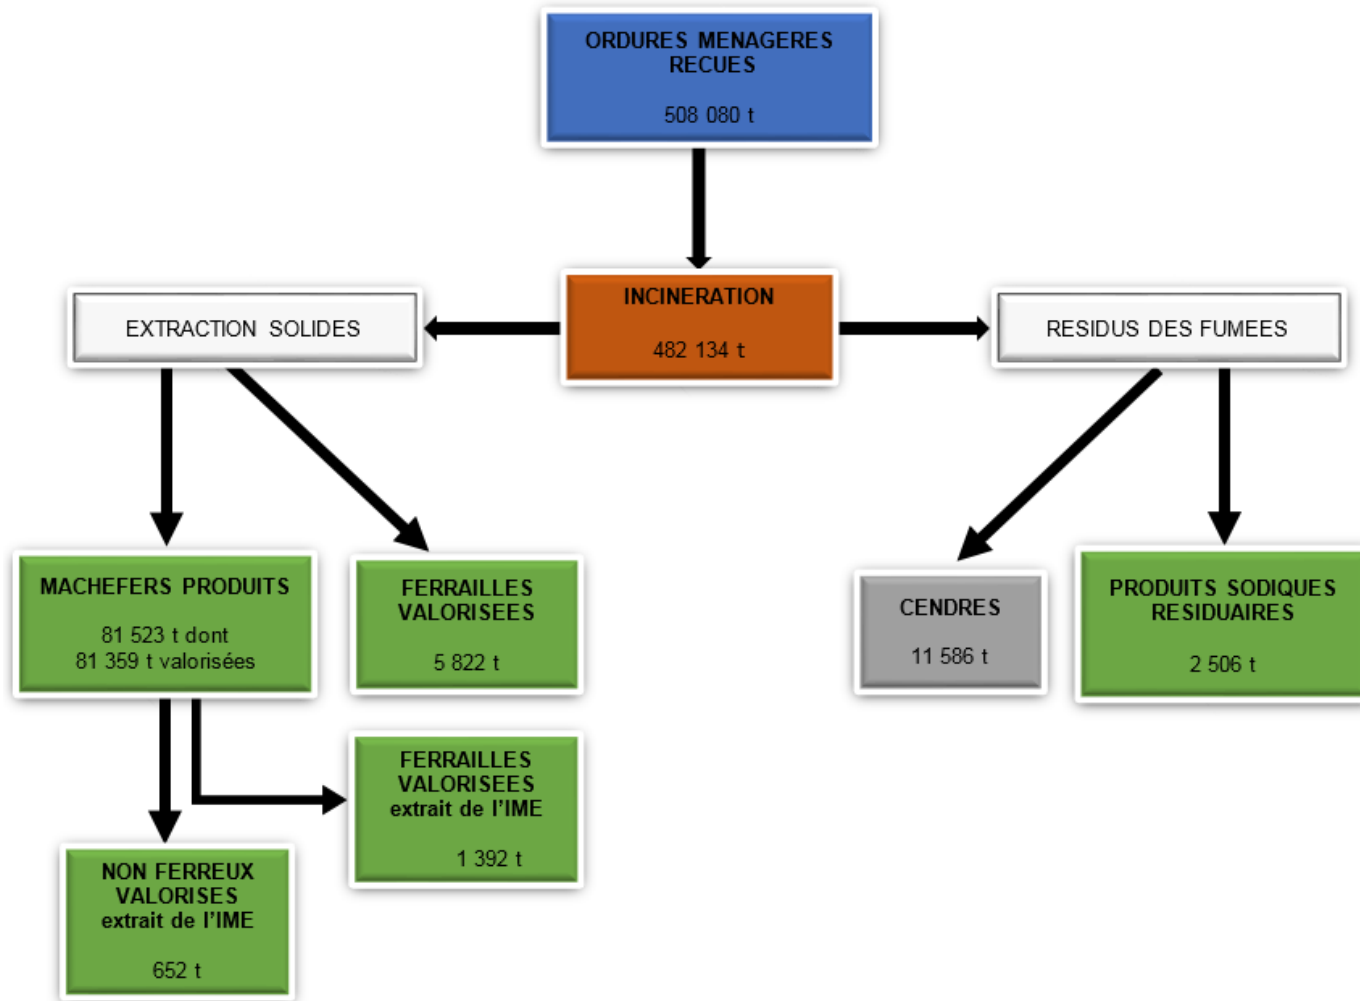 ORDURES MENAGERES
RECUES
508 080 t
INCINERATION
482 134 t
EXTRACTION SOLIDES
RESIDUS DES FUMEES
MACHEFERS PRODUITS
81 523 t dont
81 359 t valorisées
FERRAILLES
VALORISEES
5 822 t
CENDRES
11 586 t
PRODUITS SODIQUES
RESIDUAIRES
2 506 t
FERRAILLES
VALORISEES
extrait de l'IME
1 392 t
NON FERREUX
VALORISES
extrait de l'IME
652 t